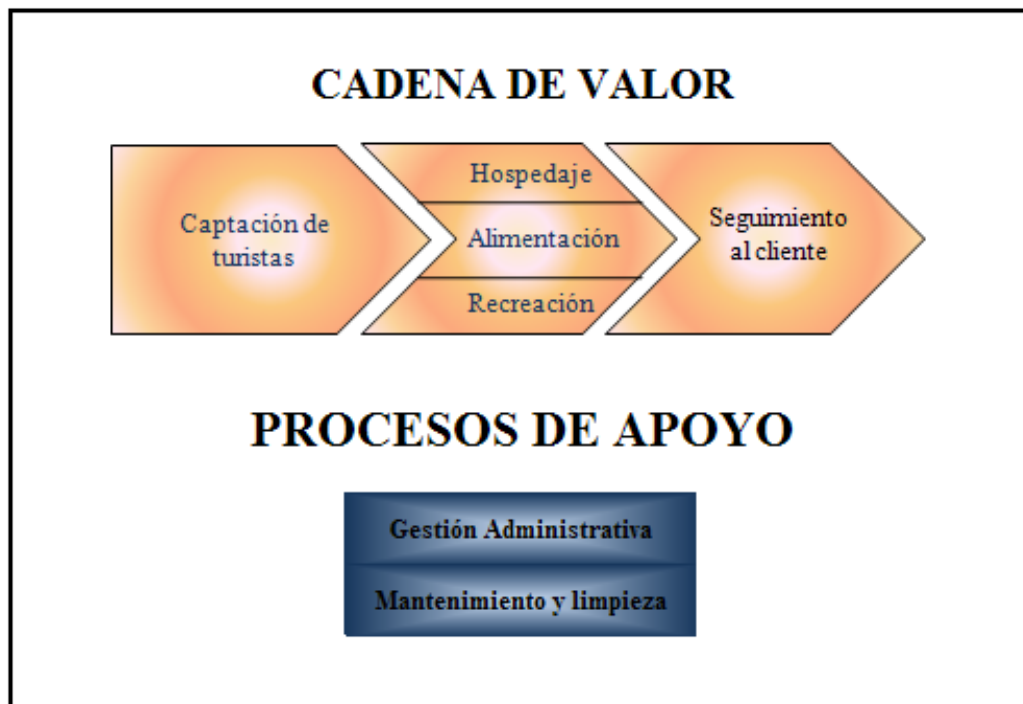 CADENA DE VALOR
Captación de
turistas
Hospedaje
Alimentación
Recreación
Seguimiento
al cliente
PROCESOS DE APOYO
Gestión Administrativa
Mantenimiento y limpieza